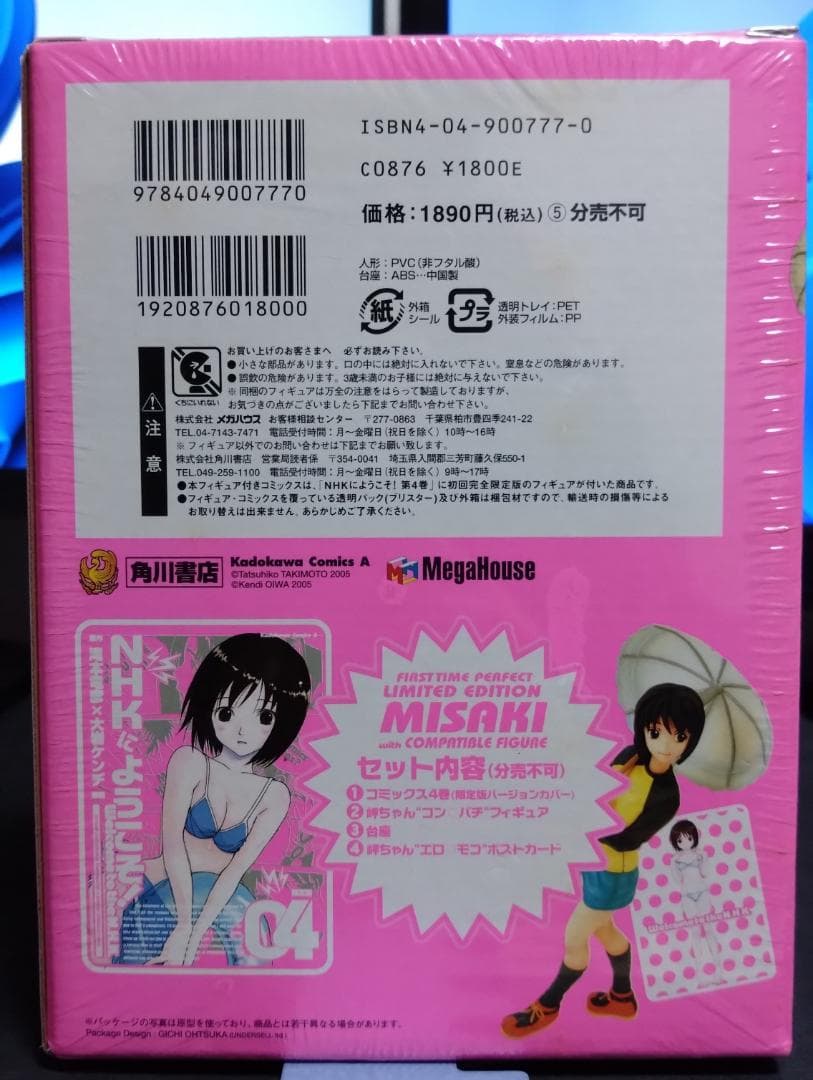 ISBN4-04-900777-0
9784049007770
C0876 ¥1800E
価格:1890円(税込)⑤分売不可
1920876018000
人形:PVC(非フタル酸)
台座:ABS…中国製
紙 外箱
シール
プラ 透明トレイ:PET
外装フィルム:PP
くちにいれない
注意
お買い上げのお客さまへ 必ずお読み下さい。
●小さな部品があります。口の中には絶対に入れないで下さい。窒息などの危険があります。
●誤飲の危険があります。3歳未満のお子様には絶対に与えないで下さい。
※同梱のフィギュアは万全の注意をはらって製造しておりますが、
お気づきの点がございましたら下記までお問い合わせ下さい。
株式会社 メガハウス お客様相談センター 〒277-0863 千葉県柏市豊四季241-22
TEL.04-7143-7471 電話受付時間:月〜金曜日(祝日を除く)10時〜16時
※フィギュア以外でのお問い合わせは下記までお願い致します。
株式会社角川書店 営業局読者係 〒354-0041 埼玉県入間郡三芳町藤久保550-1
TEL.049-259-1100 電話受付時間:月〜金曜日(祝日を除く)9時〜17時
●本フィギュア付きコミックスは、「NHKにようこそ! 第4巻」に初回完全限定版のフィギュアが付いた商品です。
●フィギュア・コミックスを覆っている透明パック(ブリスター)及び外箱は梱包材ですので、輸送時の損傷等による
お取り替えは出来ません。あらかじめご了承ください。
角川書店
Kadokawa Comics A
©Tatsuhiko TAKIMOTO 2005
©Kendi OIWA 2005
MegaHouse
NHKにようこそ!
×大岩ケンヂ
04
FIRST TIME PERFECT
LIMITED EDITION
MISAKI
with COMPATIBLE FIGURE
セット内容(分売不可)
①コミックス4巻(限定版バージョンカバー)
②岬ちゃん"コン パチ"フィギュア
③台座
④岬ちゃん"エロ モコ"ポストカード
Welcome to the N.H.K
※パッケージの写真は原型を使っており、商品とは若干異なる場合があります。
Package Design : GICHI OHTSUKA